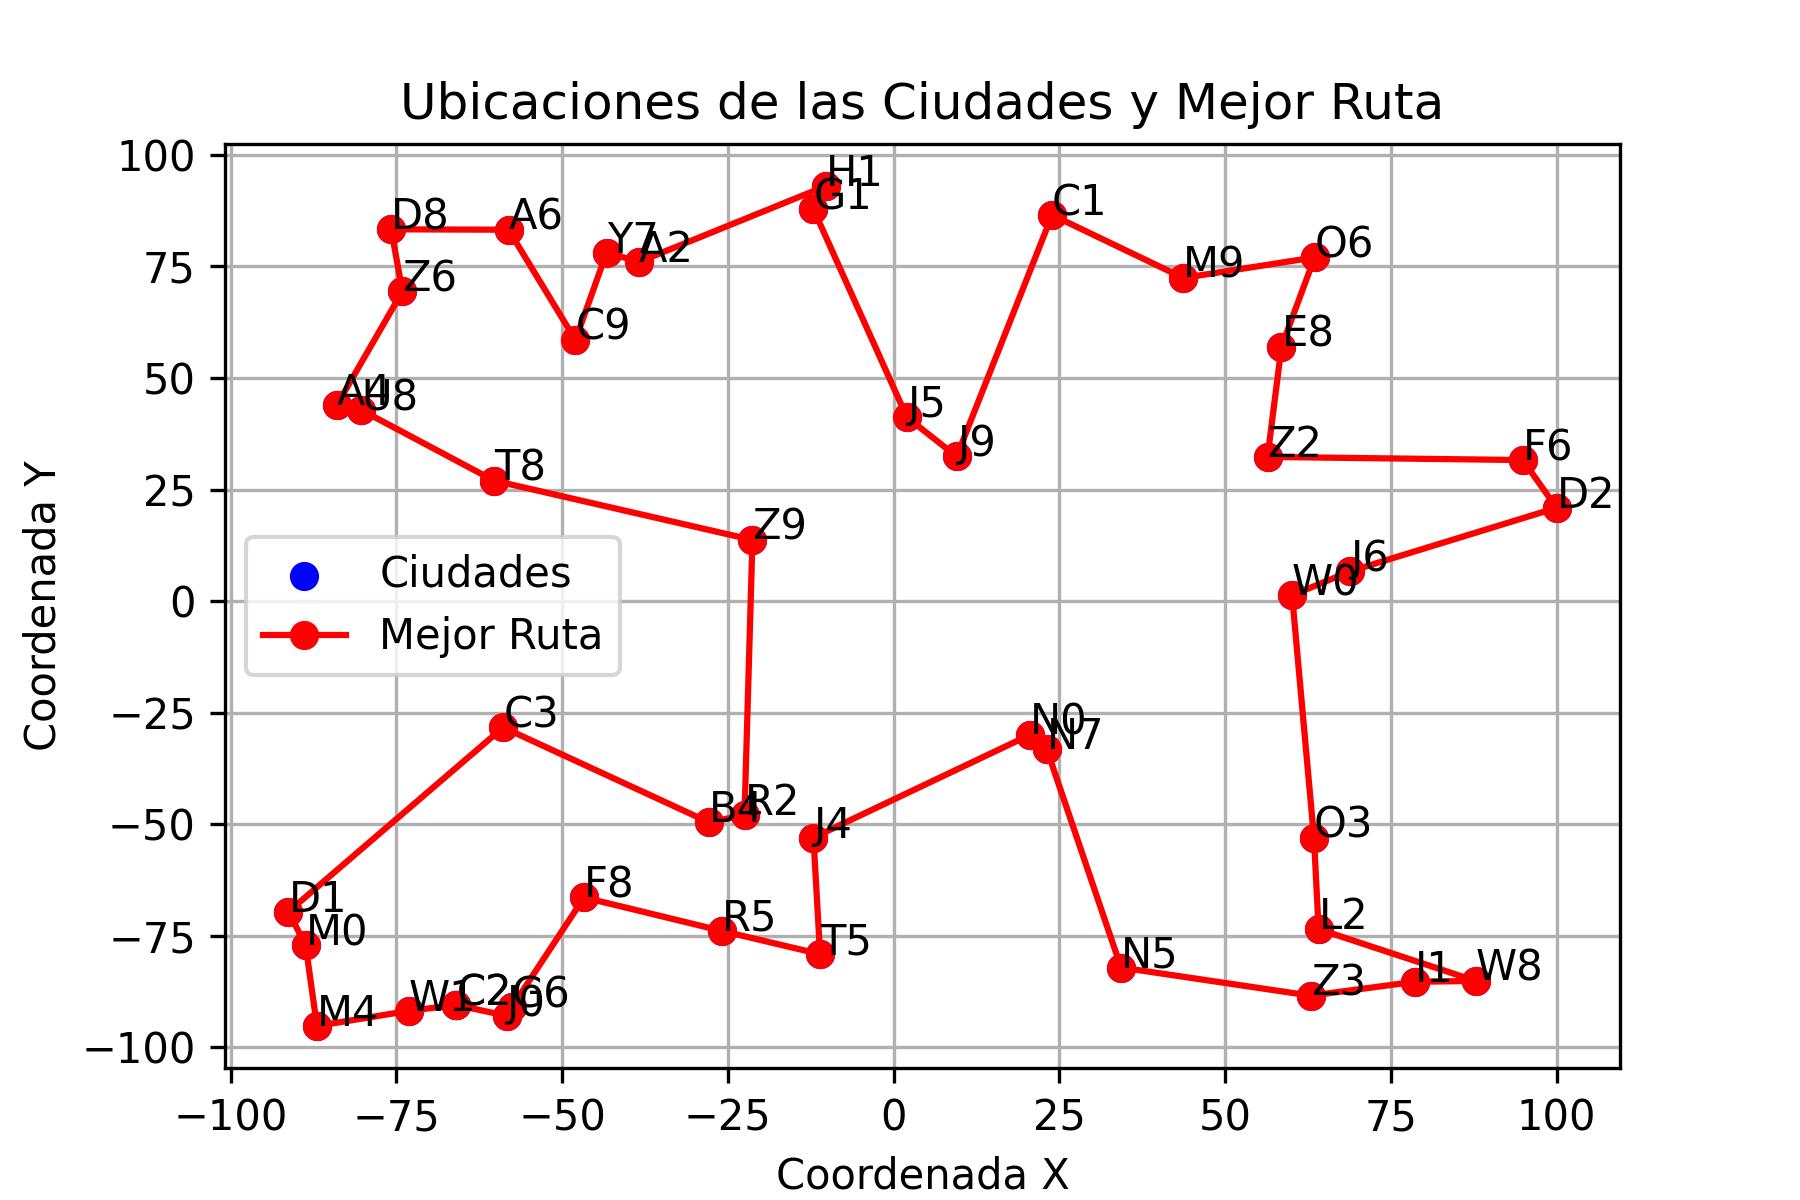 Ubicaciones de las Ciudades y Mejor Ruta
100
75
50
25
0
−25
−50
−75
−100
Coordenada Y
H1
G1
D8
A6
C1
Y7
A2
M9
O6
Z6
C9
E8
A4
U8
J5
J9
Z2
F6
T8
D2
Z9
J6
W0
Ciudades
Mejor Ruta
C3
N0
N7
B4
R2
J4
O3
D1
M0
F8
R5
T5
L2
N5
M4
W1
C2
G6
Z3
I1
W8
−100
−75
−50
−25
0
25
50
75
100
Coordenada X